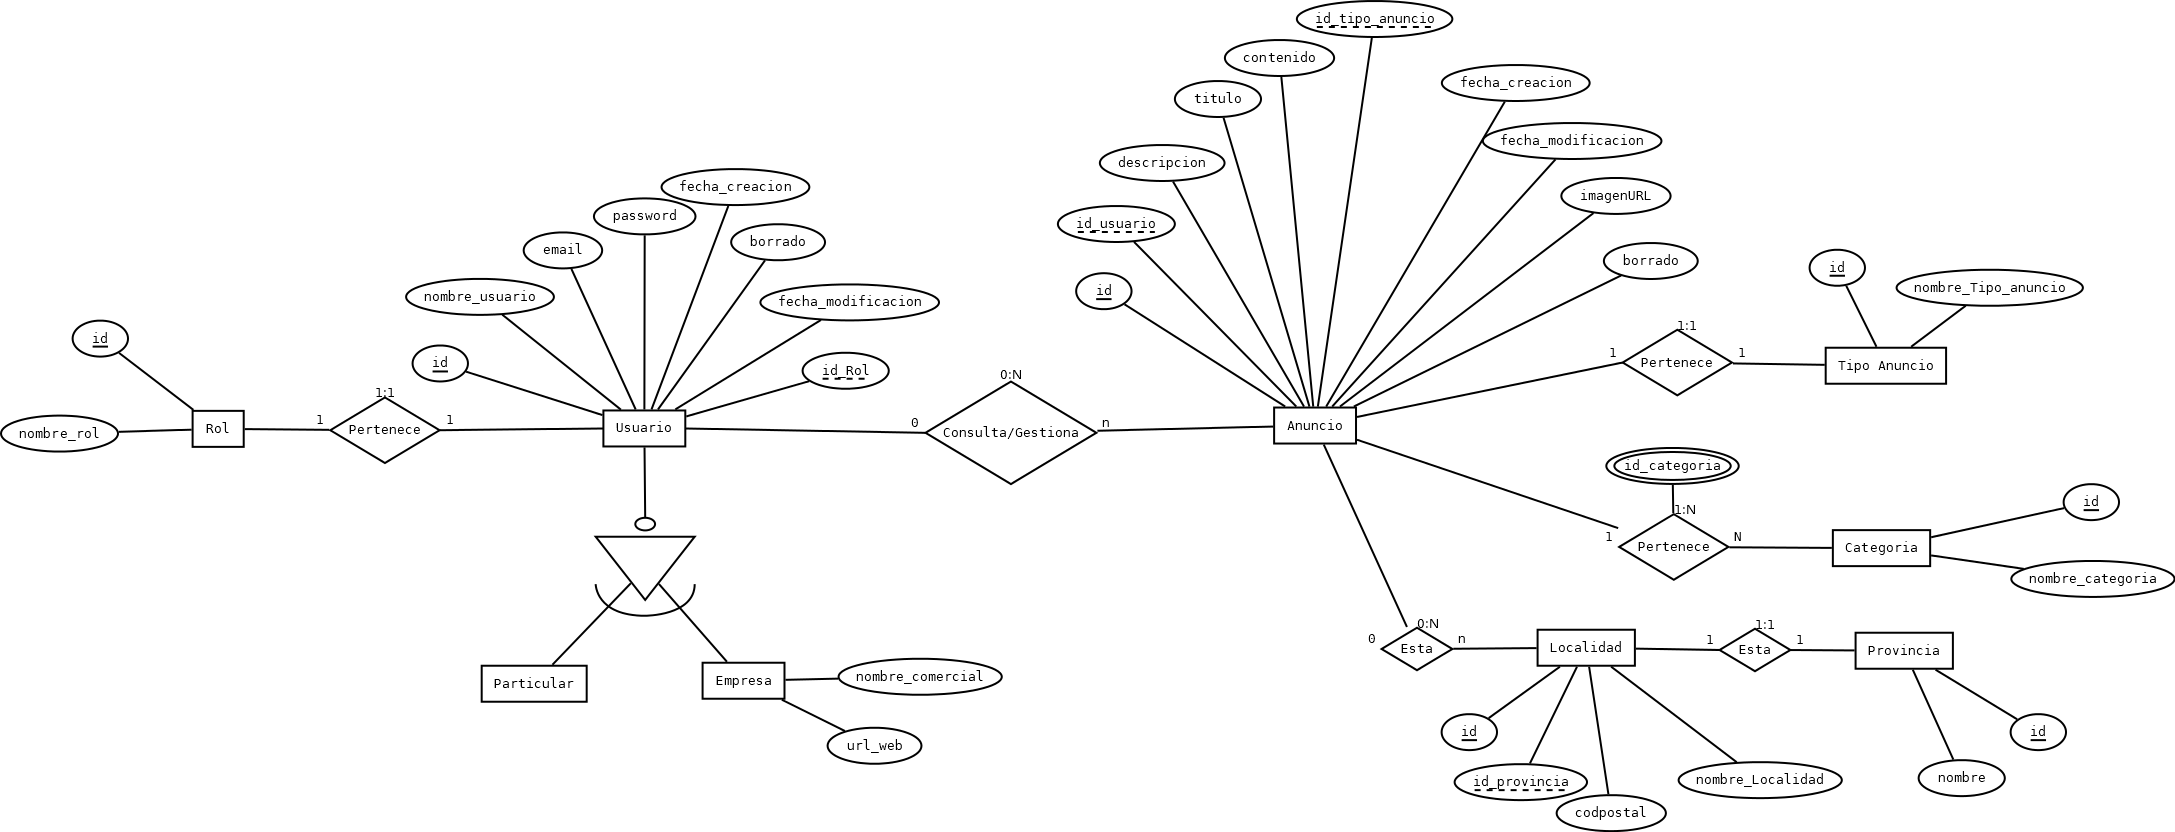 id_tipo_anuncio
contenido
fecha_creacion
titulo
fecha_modificacion
descripcion
fecha_creacion
imagenURL
password
id_usuario
borrado
email
borrado
id
nombre_Tipo_anuncio
id
nombre_usuario
fecha_modificacion
1:1
id
1
Pertenece
1
Tipo Anuncio
id
id_Rol
0:N
1:1
nombre_rol
Rol
1
Pertenece
1
Usuario
0
Consulta/Gestiona
n
Anuncio
id_categoria
id
1:N
1
Pertenece
N
Categoria
nombre_categoria
0:N
1:1
0
Esta
n
Localidad
1
Esta
1
Provincia
Particular
Empresa
nombre_comercial
url_web
id
id
id_provincia
nombre_Localidad
nombre
codpostal